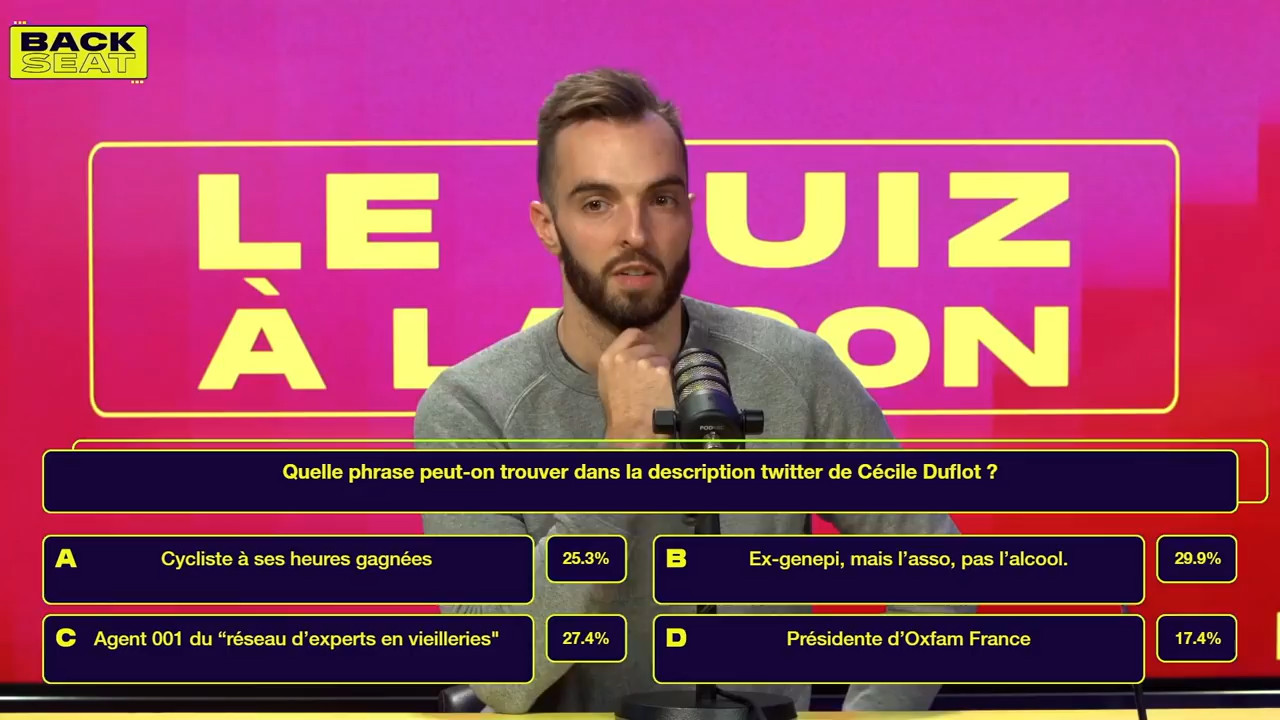 BACK
SEAT
LE UIZ
À L ON
Quelle phrase peut-on trouver dans la description twitter de Cécile Duflot ?
A Cycliste à ses heures gagnées 25.3%
B Ex-genepi, mais l’asso, pas l’alcool. 29.9%
C Agent 001 du “réseau d’experts en vieilleries" 27.4%
D Présidente d’Oxfam France 17.4%